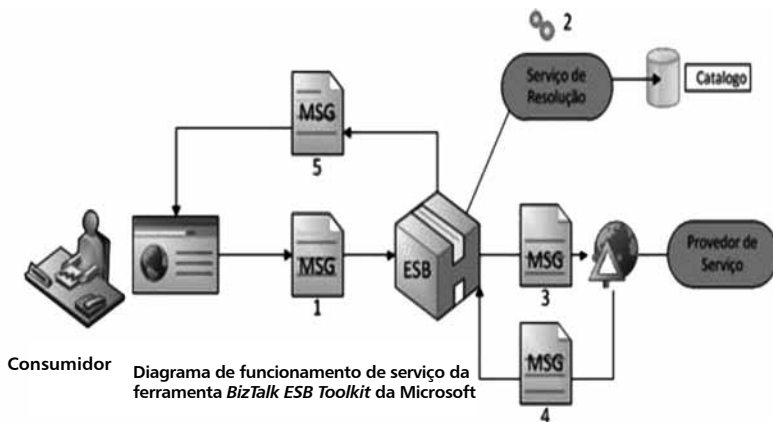 2
Serviço de
Resolução
Catalogo
MSG
5
MSG
1
ESB
MSG
3
Provedor de
Serviço
MSG
4
Consumidor
Diagrama de funcionamento de serviço da
ferramenta BizTalk ESB Toolkit da Microsoft